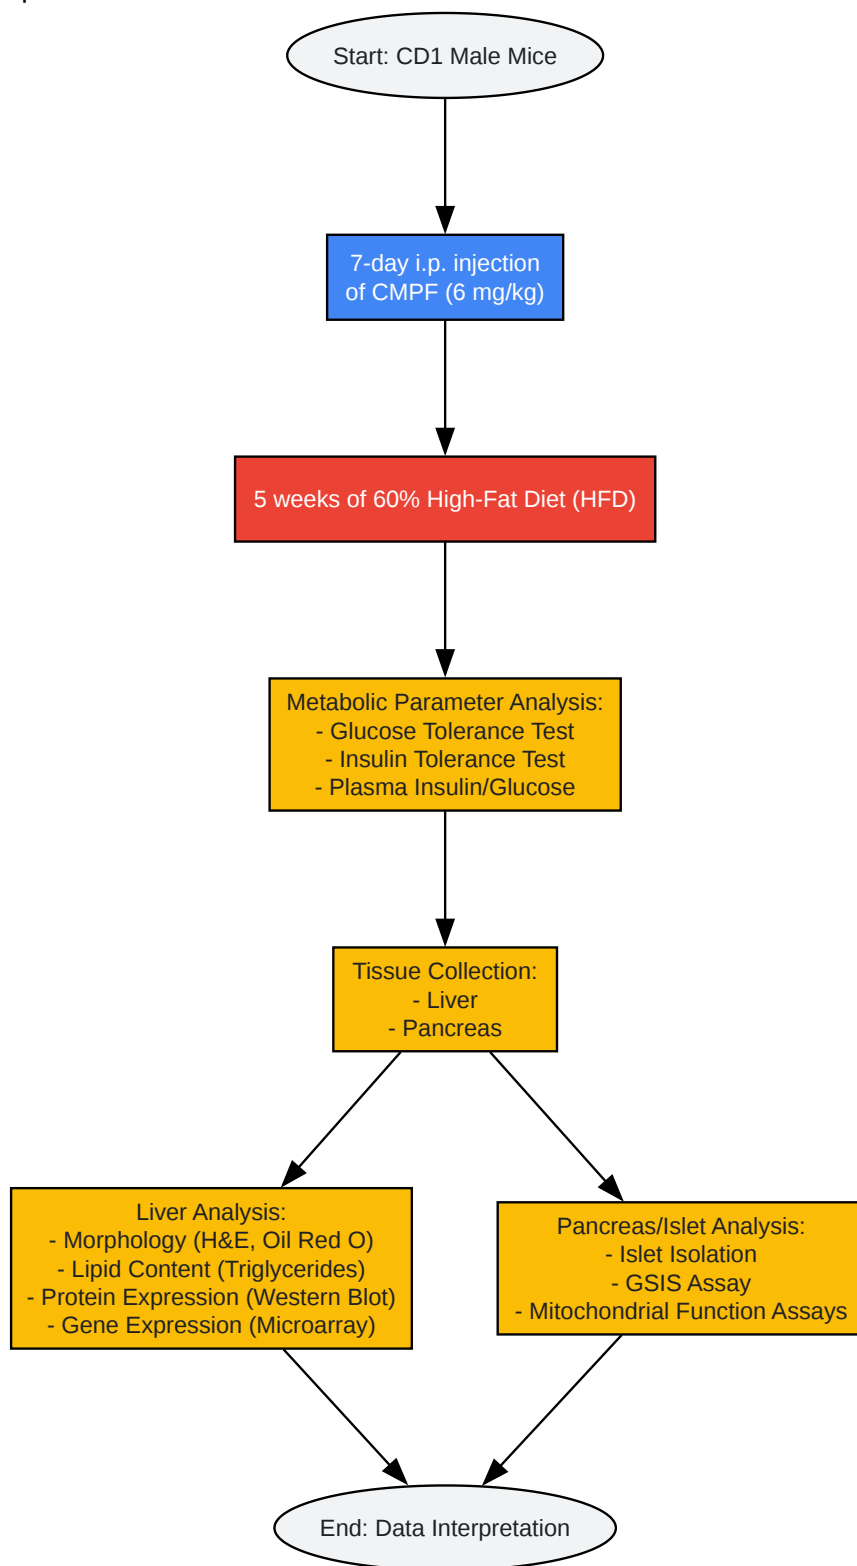 Start: CD1 Male Mice
7-day i.p. injection
of CMPF (6 mg/kg)
5 weeks of 60% High-Fat Diet (HFD)
Metabolic Parameter Analysis:
- Glucose Tolerance Test
- Insulin Tolerance Test
- Plasma Insulin/Glucose
Tissue Collection:
- Liver
- Pancreas
Liver Analysis:
- Morphology (H&E, Oil Red O)
- Lipid Content (Triglycerides)
- Protein Expression (Western Blot)
- Gene Expression (Microarray)
Pancreas/Islet Analysis:
- Islet Isolation
- GSIS Assay
- Mitochondrial Function Assays
End: Data Interpretation